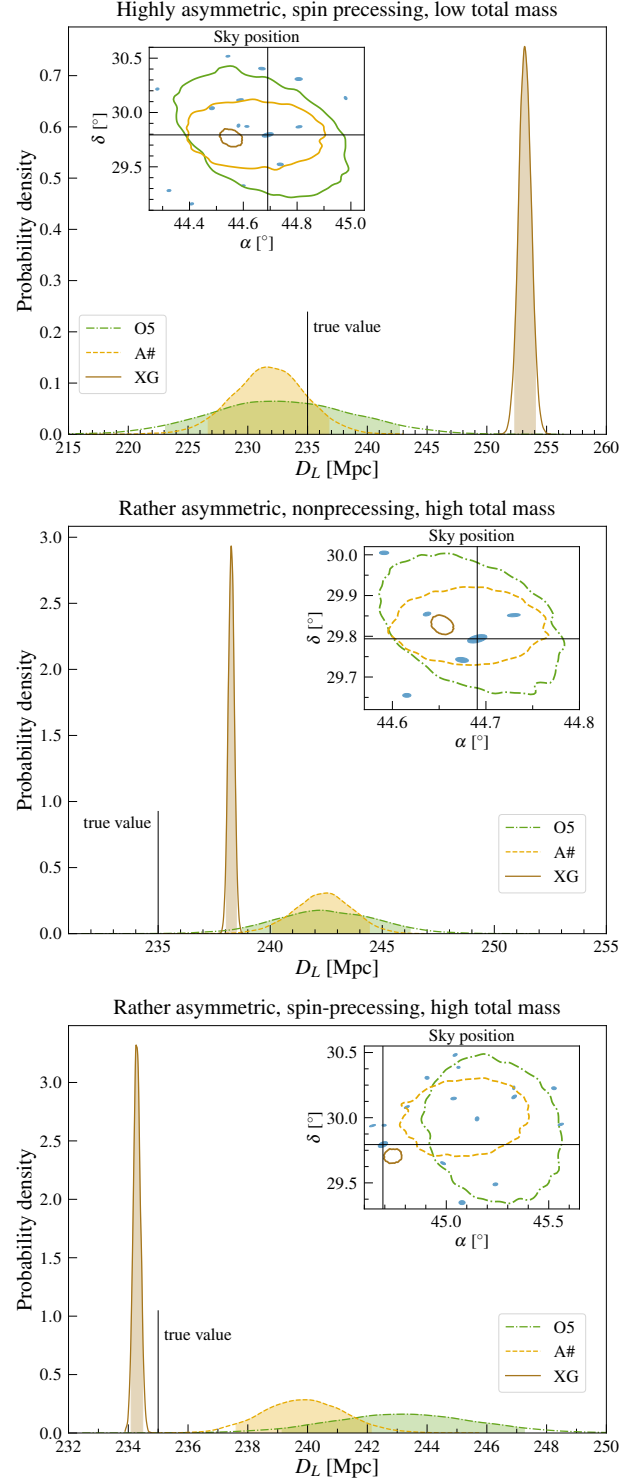 Highly asymmetric, spin precessing, low total mass
Sky position
30.5
30.0
29.5
δ [°]
44.4 44.6 44.8 45.0
α [°]
0.7
0.6
0.5
0.4
0.3
0.2
0.1
0.0
Probability density
O5
A#
XG
true value
215 220 225 230 235 240 245 250 255 260
D_L [Mpc]
Rather asymmetric, nonprecessing, high total mass
Sky position
30.0
29.9
29.8
29.7
δ [°]
44.6 44.7 44.8
α [°]
3.0
2.5
2.0
1.5
1.0
0.5
0.0
Probability density
true value
O5
A#
XG
235 240 245 250 255
D_L [Mpc]
Rather asymmetric, spin-precessing, high total mass
Sky position
30.5
30.0
29.5
δ [°]
45.0 45.5
α [°]
3.0
2.5
2.0
1.5
1.0
0.5
0.0
Probability density
true value
O5
A#
XG
232 234 236 238 240 242 244 246 248 250
D_L [Mpc]